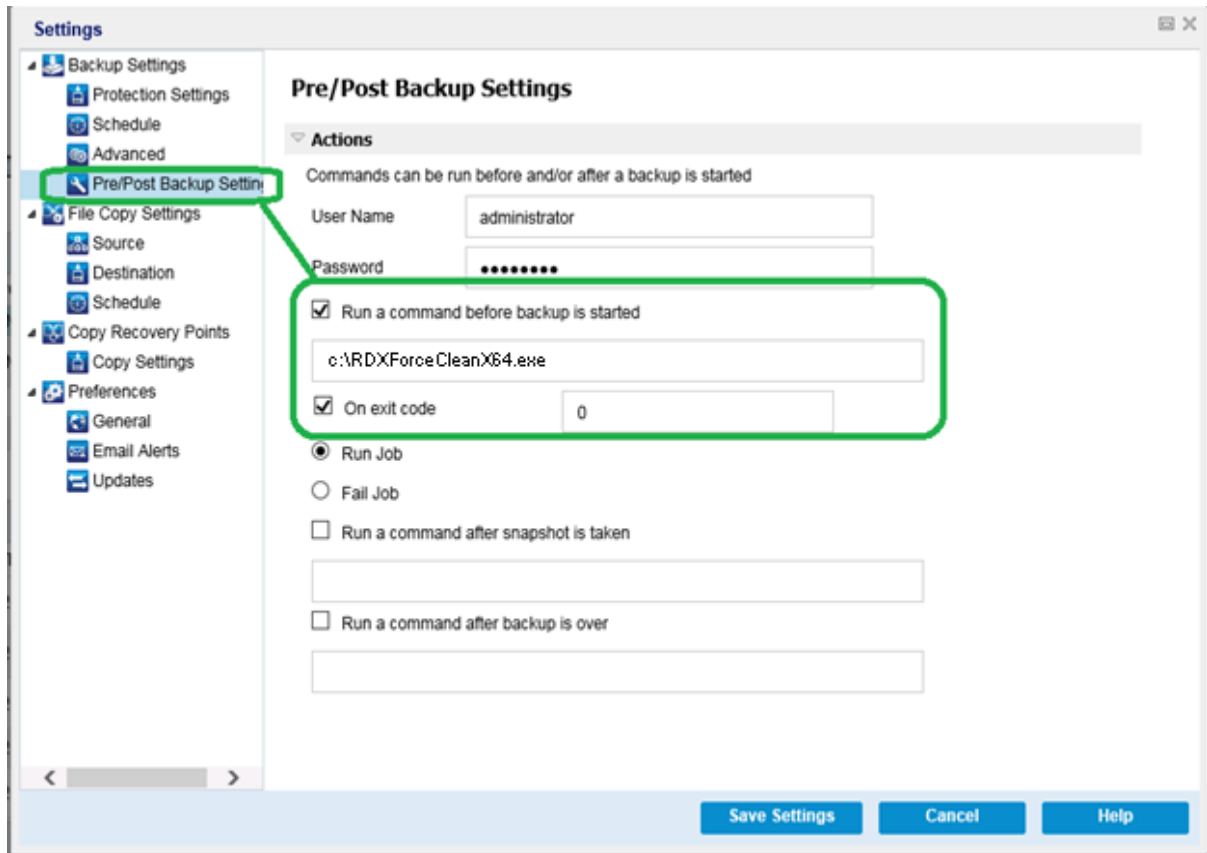 Settings
Backup Settings
Protection Settings
Schedule
Advanced
Pre/Post Backup Settin
File Copy Settings
Source
Destination
Schedule
Copy Recovery Points
Copy Settings
Preferences
General
Email Alerts
Updates
Pre/Post Backup Settings
Actions
Commands can be run before and/or after a backup is started
User Name administrator
Password ●●●●●●●●
Run a command before backup is started
c:\RDXForceCleanX64.exe
On exit code 0
Run Job
Fail Job
Run a command after snapshot is taken
Run a command after backup is over
Save Settings Cancel Help